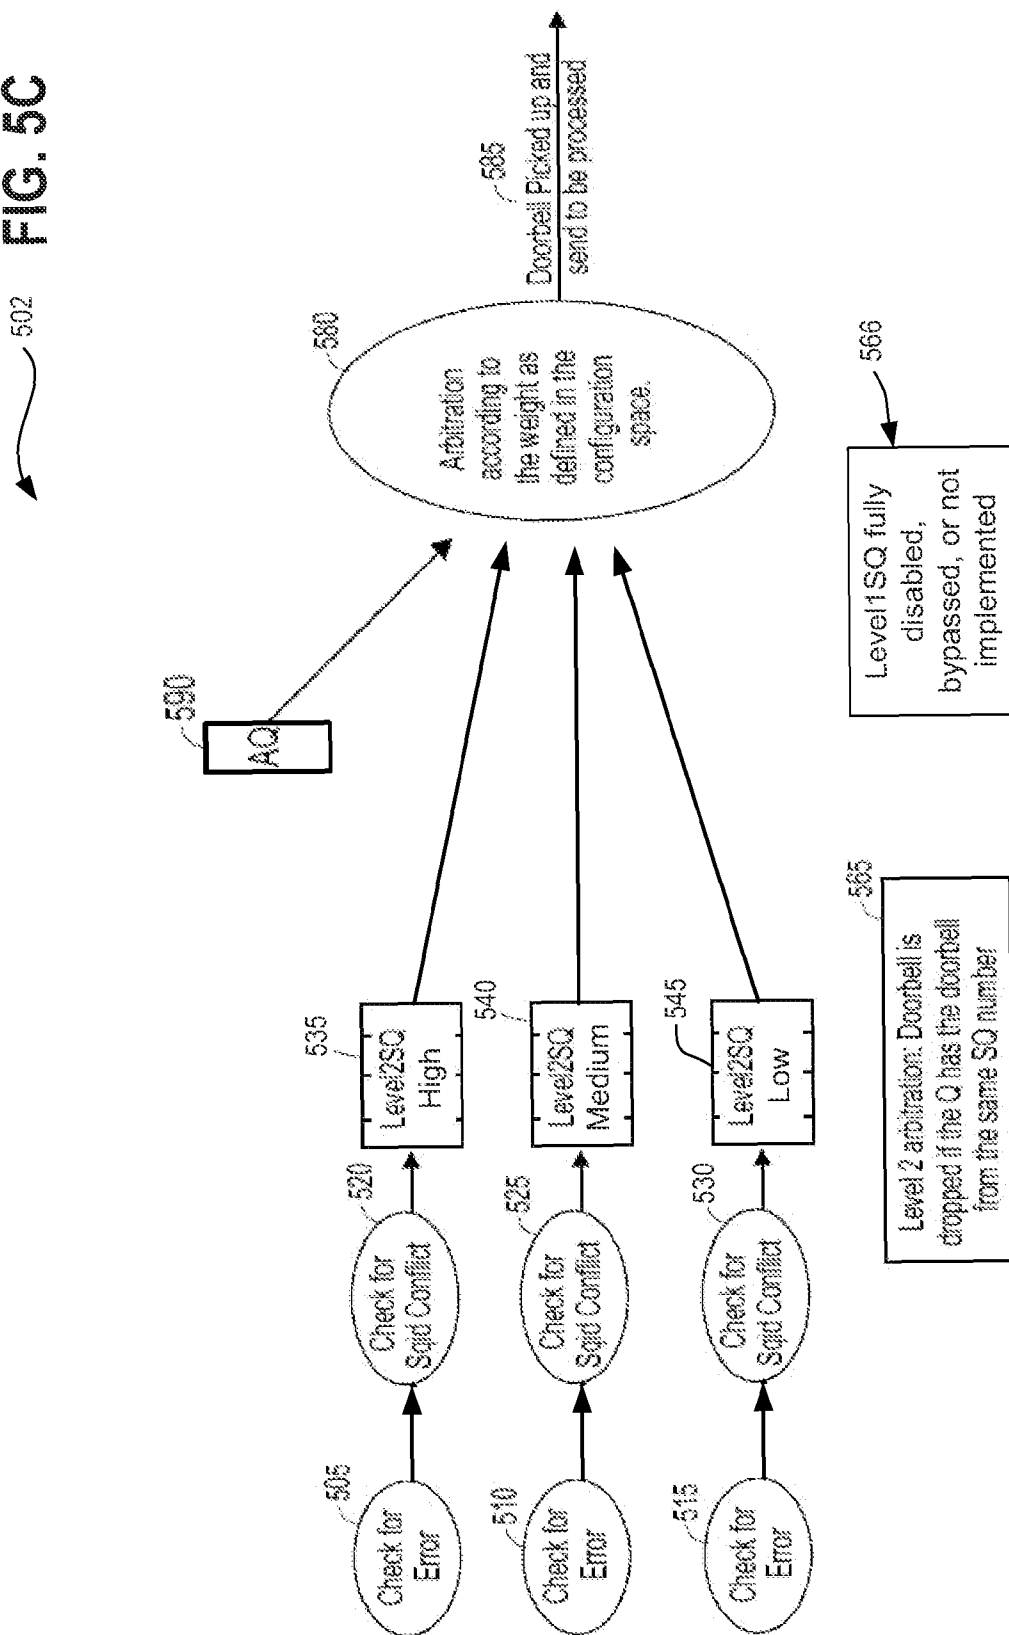 FIG. 5C
502
590
AQ
505
Check for
Error
520
Check for
Sqid Conflict
535
Level2SQ
High
510
Check for
Error
525
Check for
Sqid Conflict
540
Level2SQ
Medium
515
Check for
Error
530
Check for
Sqid Conflict
545
Level2SQ
Low
580
Arbitration
according to
the weight as
defined in the
configuration
space.
585
Doorbell Picked up and
send to be processed
565
Level 2 arbitration: Doorbell is
dropped if the Q has the doorbell
from the same SQ number
566
Level1SQ fully
disabled,
bypassed, or not
implemented